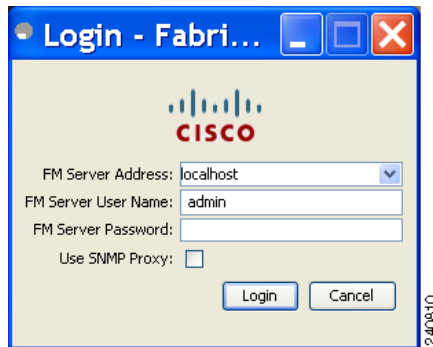 Login - Fabri...
CISCO
FM Server Address: localhost
FM Server User Name: admin
FM Server Password:
Use SNMP Proxy:
Login Cancel
240810